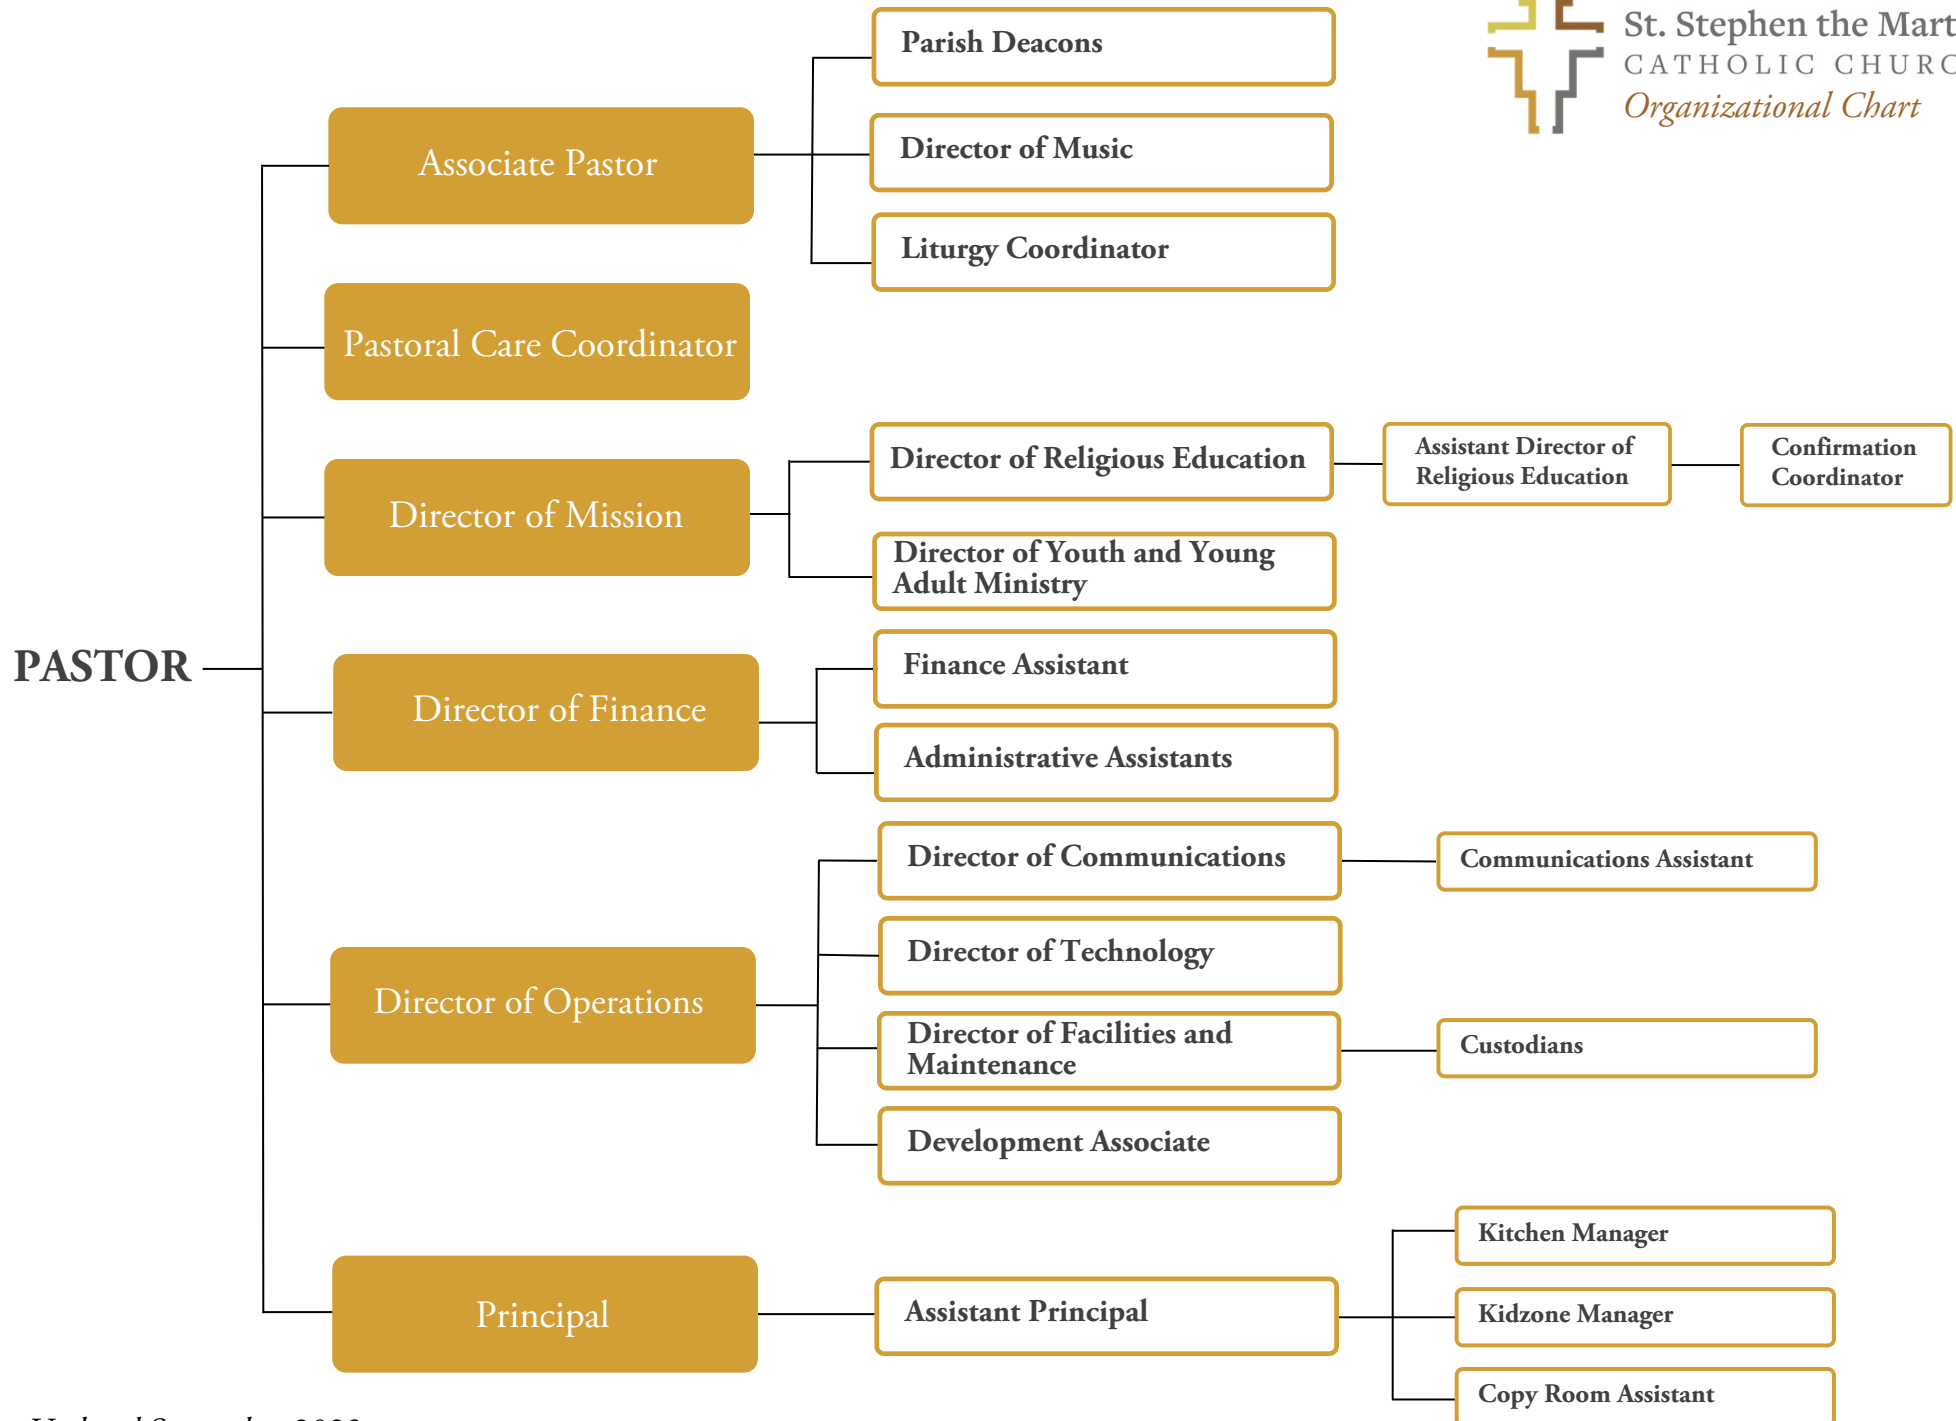 St. Stephen the Mart
CATHOLIC CHURC
Organizational Chart
PASTOR
Associate Pastor
Parish Deacons
Director of Music
Liturgy Coordinator
Pastoral Care Coordinator
Director of Mission
Director of Religious Education
Assistant Director of
Religious Education
Confirmation
Coordinator
Director of Youth and Young
Adult Ministry
Director of Finance
Finance Assistant
Administrative Assistants
Director of Operations
Director of Communications
Communications Assistant
Director of Technology
Director of Facilities and
Maintenance
Custodians
Development Associate
Principal
Assistant Principal
Kitchen Manager
Kidzone Manager
Copy Room Assistant